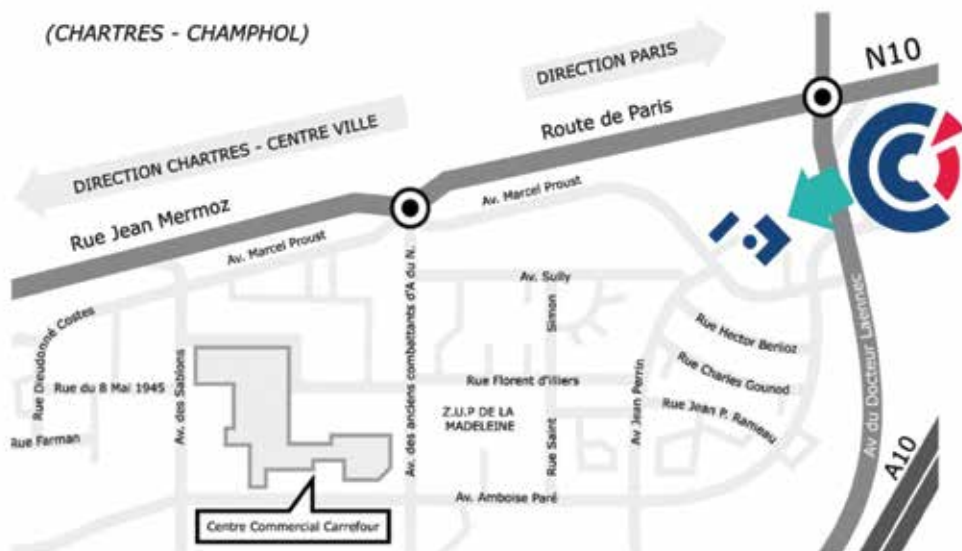 (CHARTRES - CHAMPHOL)
N10
DIRECTION PARIS
Route de Paris
DIRECTION CHARTRES - CENTRE VILLE
Rue Jean Mermoz
Av. Marcel Proust
Av. Marcel Proust
Av. Sully
Simon
Rue Dieudonné Costes
Rue du 8 Mai 1945
Av. des Sablons
Av. des anciens combattants d'A du N.
Rue Hector Berlioz
Rue Charles Gounod
Rue Jean P. Rameau
Rue Florent d'illiers
Z.U.P DE LA
MADELEINE
Rue Saint
Av Jean Perrin
Av du Docteur Laennec
Rue Farman
A10
Av. Amboise Paré
Centre Commercial Carrefour